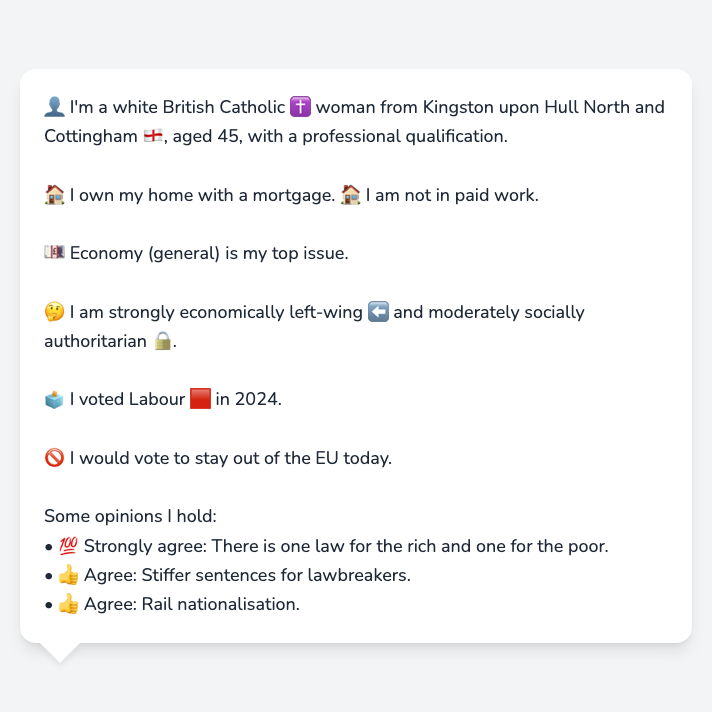 👤 I'm a white British Catholic ✝️ woman from Kingston upon Hull North and
Cottingham 🏴󠁧󠁢󠁥󠁮󠁧󠁿, aged 45, with a professional qualification.
🏠 I own my home with a mortgage. 🏠 I am not in paid work.
💷 Economy (general) is my top issue.
🤔 I am strongly economically left-wing ⬅️ and moderately socially
authoritarian 🔒.
🗳️ I voted Labour 🟥 in 2024.
🚫 I would vote to stay out of the EU today.
Some opinions I hold:
• 💯 Strongly agree: There is one law for the rich and one for the poor.
• 👍 Agree: Stiffer sentences for lawbreakers.
• 👍 Agree: Rail nationalisation.